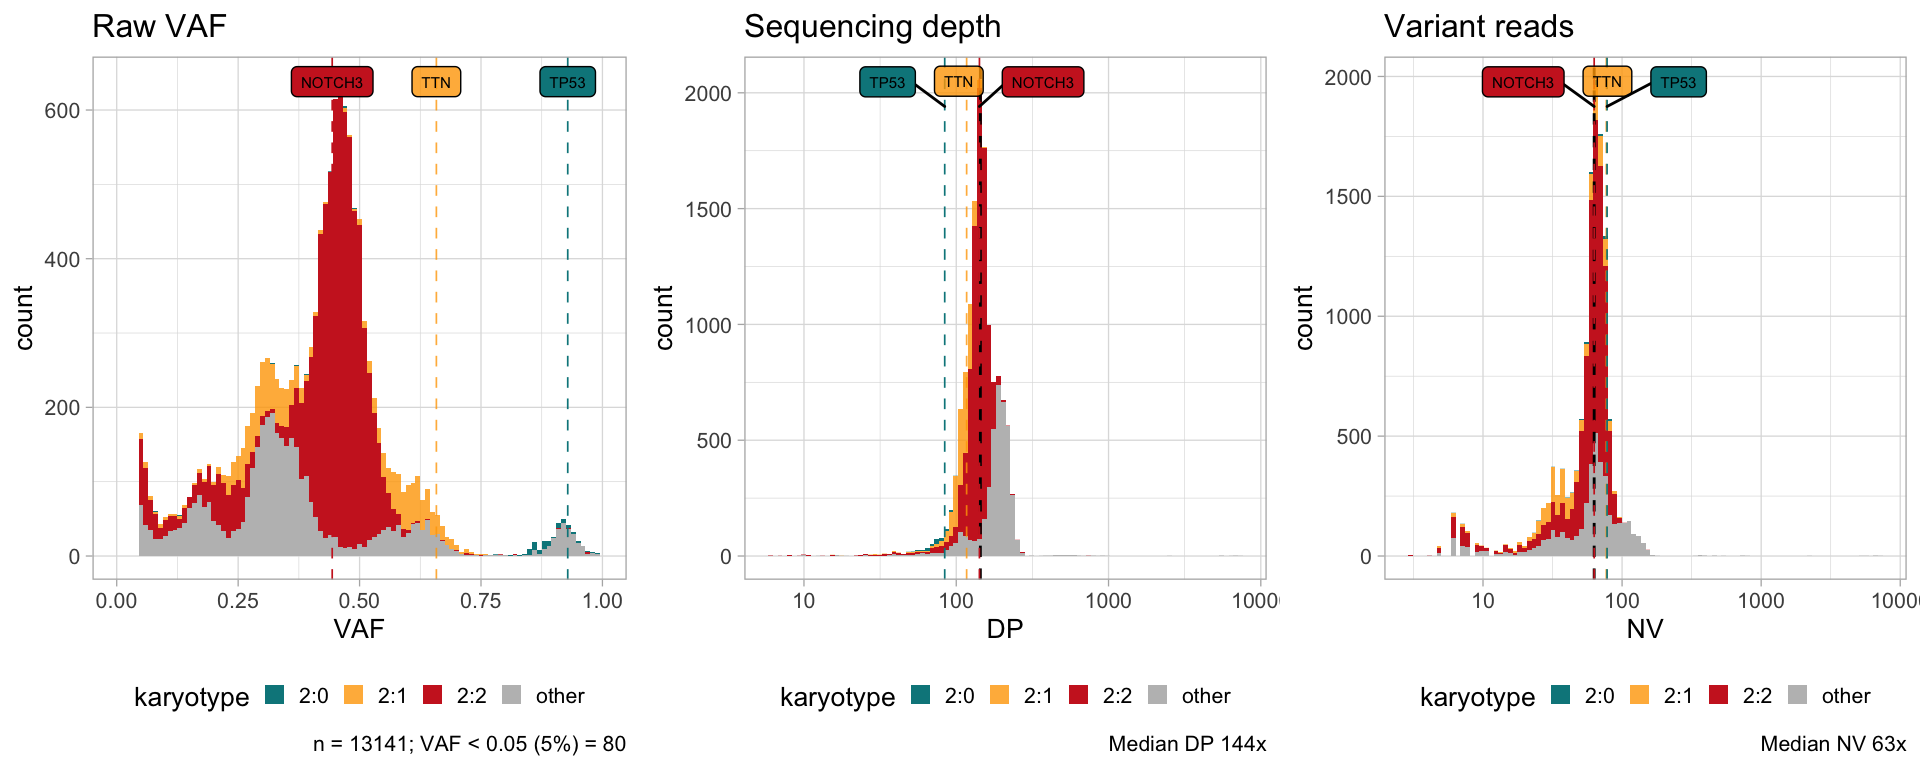 Raw VAF
NOTCH3
TTN
TP53
600
400
200
0
count
0.00
0.25
0.50
0.75
1.00
VAF
karyotype 2:0 2:1 2:2 other
n = 13141; VAF < 0.05 (5%) = 80
Sequencing depth
TP53
TTN
NOTCH3
2000
1500
1000
500
0
count
10
100
1000
1000
DP
karyotype 2:0 2:1 2:2 other
Median DP 144x
Variant reads
NOTCH3
TTN
TP53
2000
1500
1000
500
0
count
10
100
1000
1000
NV
karyotype 2:0 2:1 2:2 other
Median NV 63x